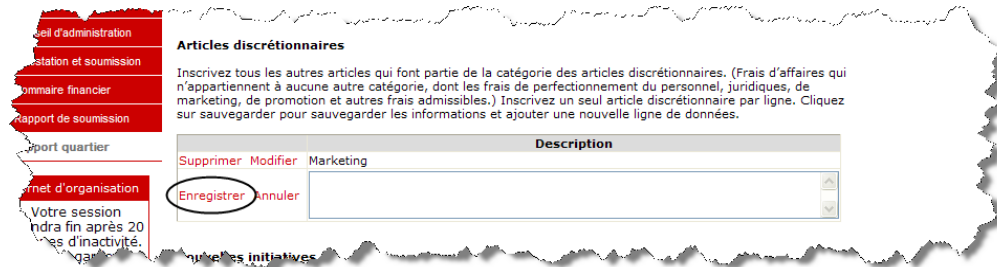 seil d'administration
station et soumission
ommaire financier
Rapport de soumission
port quartier
rnet d'organisation
Votre session
ndra fin après 20
es d'inactivité.
Articles discrétionnaires
Inscrivez tous les autres articles qui font partie de la catégorie des articles discrétionnaires. (Frais d'affaires qui
n'appartiennent à aucune autre catégorie, dont les frais de perfectionnement du personnel, juridiques, de
marketing, de promotion et autres frais admissibles.) Inscrivez un seul article discrétionnaire par ligne. Cliquez
sur sauvegarder pour sauvegarder les informations et ajouter une nouvelle ligne de données.
Description
Supprimer Modifier Marketing
Enregistrer Annuler
Nouvelles initiatives